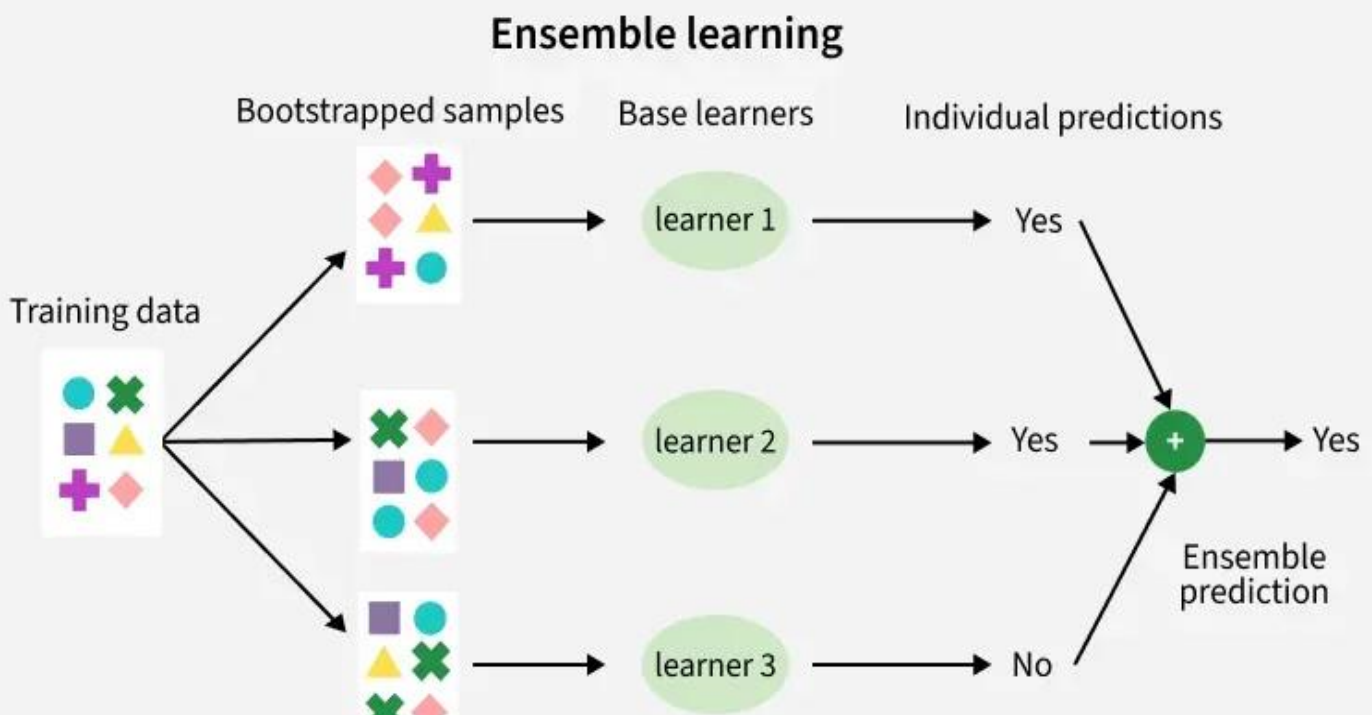 Ensemble learning
Bootstrapped samples
Base learners
Individual predictions
Training data
learner 1
Yes
learner 2
Yes
+
Yes
Ensemble
prediction
learner 3
No